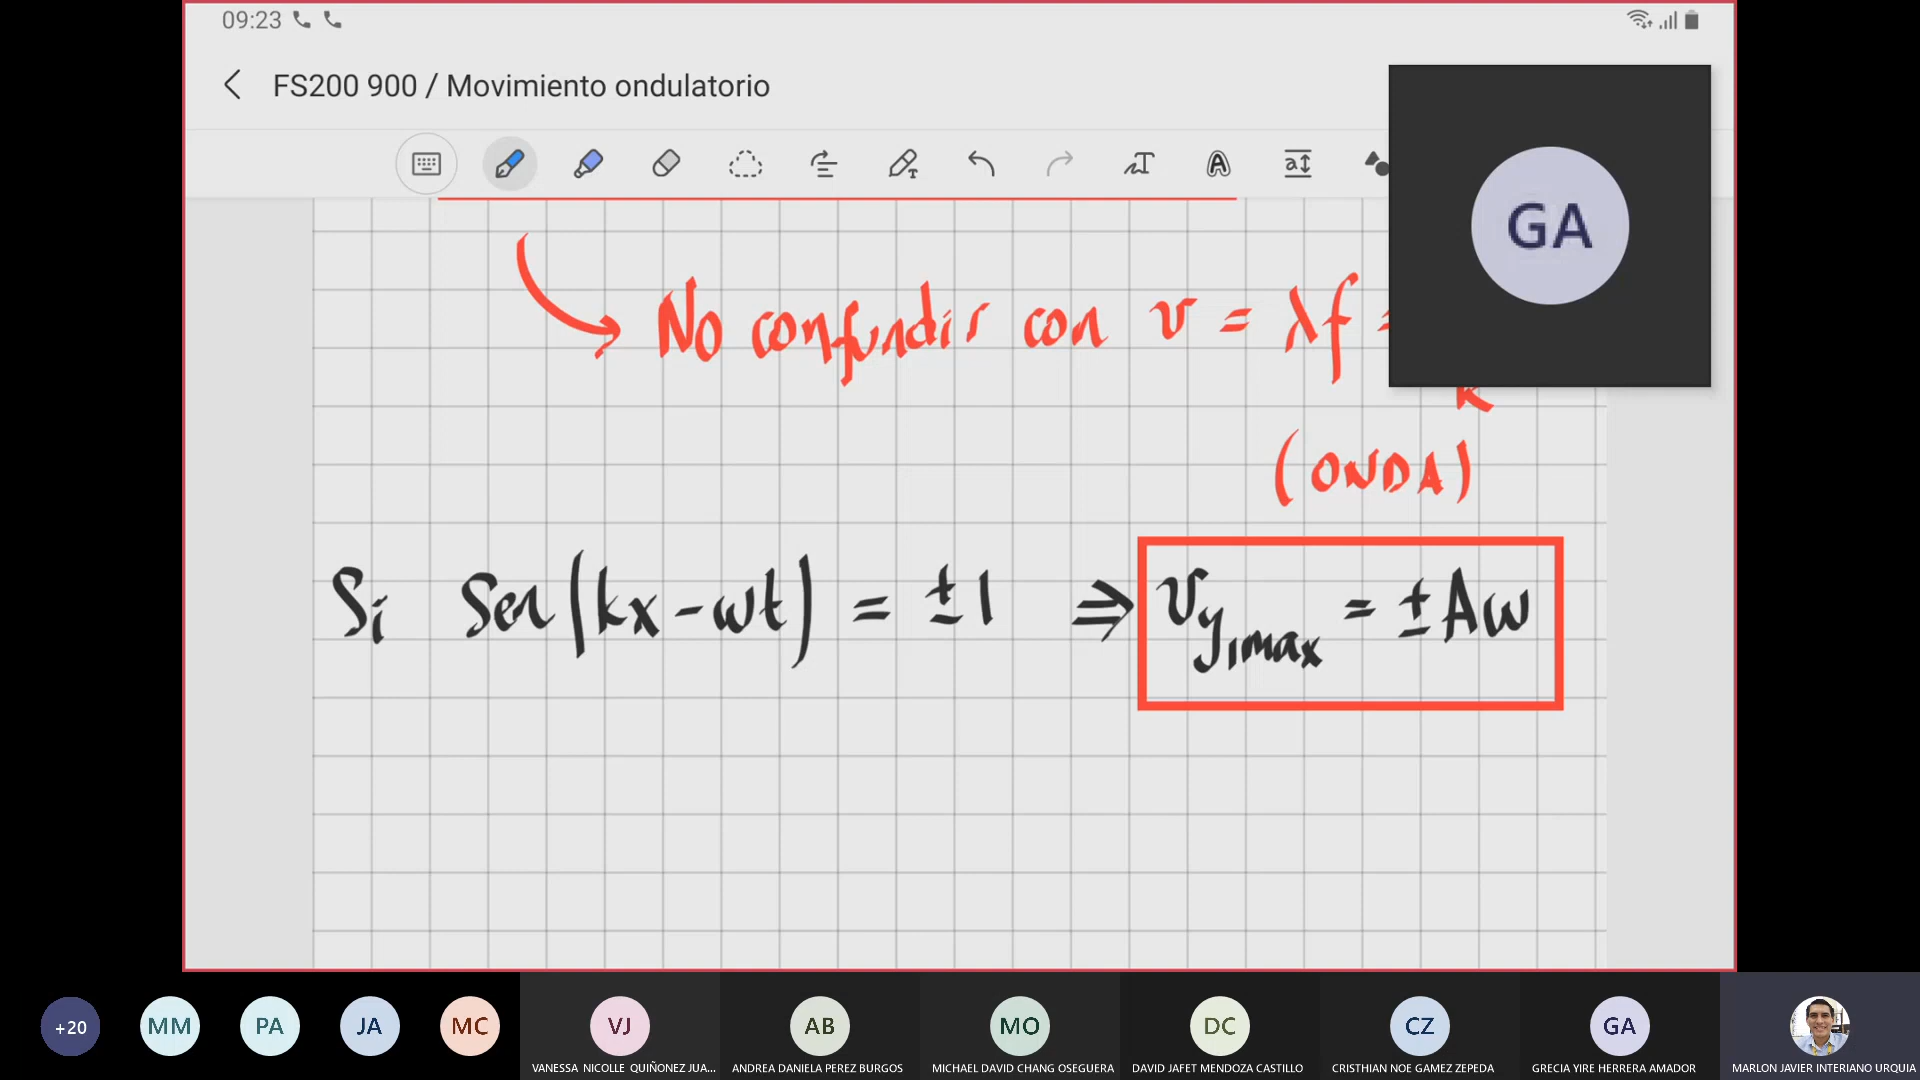 09:23
FS200 900 / Movimiento ondulatorio
GA
No confundir con v = λf =
k
(ONDA)
Si Sen(kx - ωt) = ±1 ⇒ vy,max = ±Aω
+20
MM
PA
JA
MC
VJ
VANESSA NICOLLE QUIÑONEZ JUA...
AB
ANDREA DANIELA PEREZ BURGOS
MO
MICHAEL DAVID CHANG OSEGUERA
DC
DAVID JAFET MENDOZA CASTILLO
CZ
CRISTHIAN NOE GAMEZ ZEPEDA
GA
GRECIA YIRE HERRERA AMADOR
MARLON JAVIER INTERIANO URQUIA